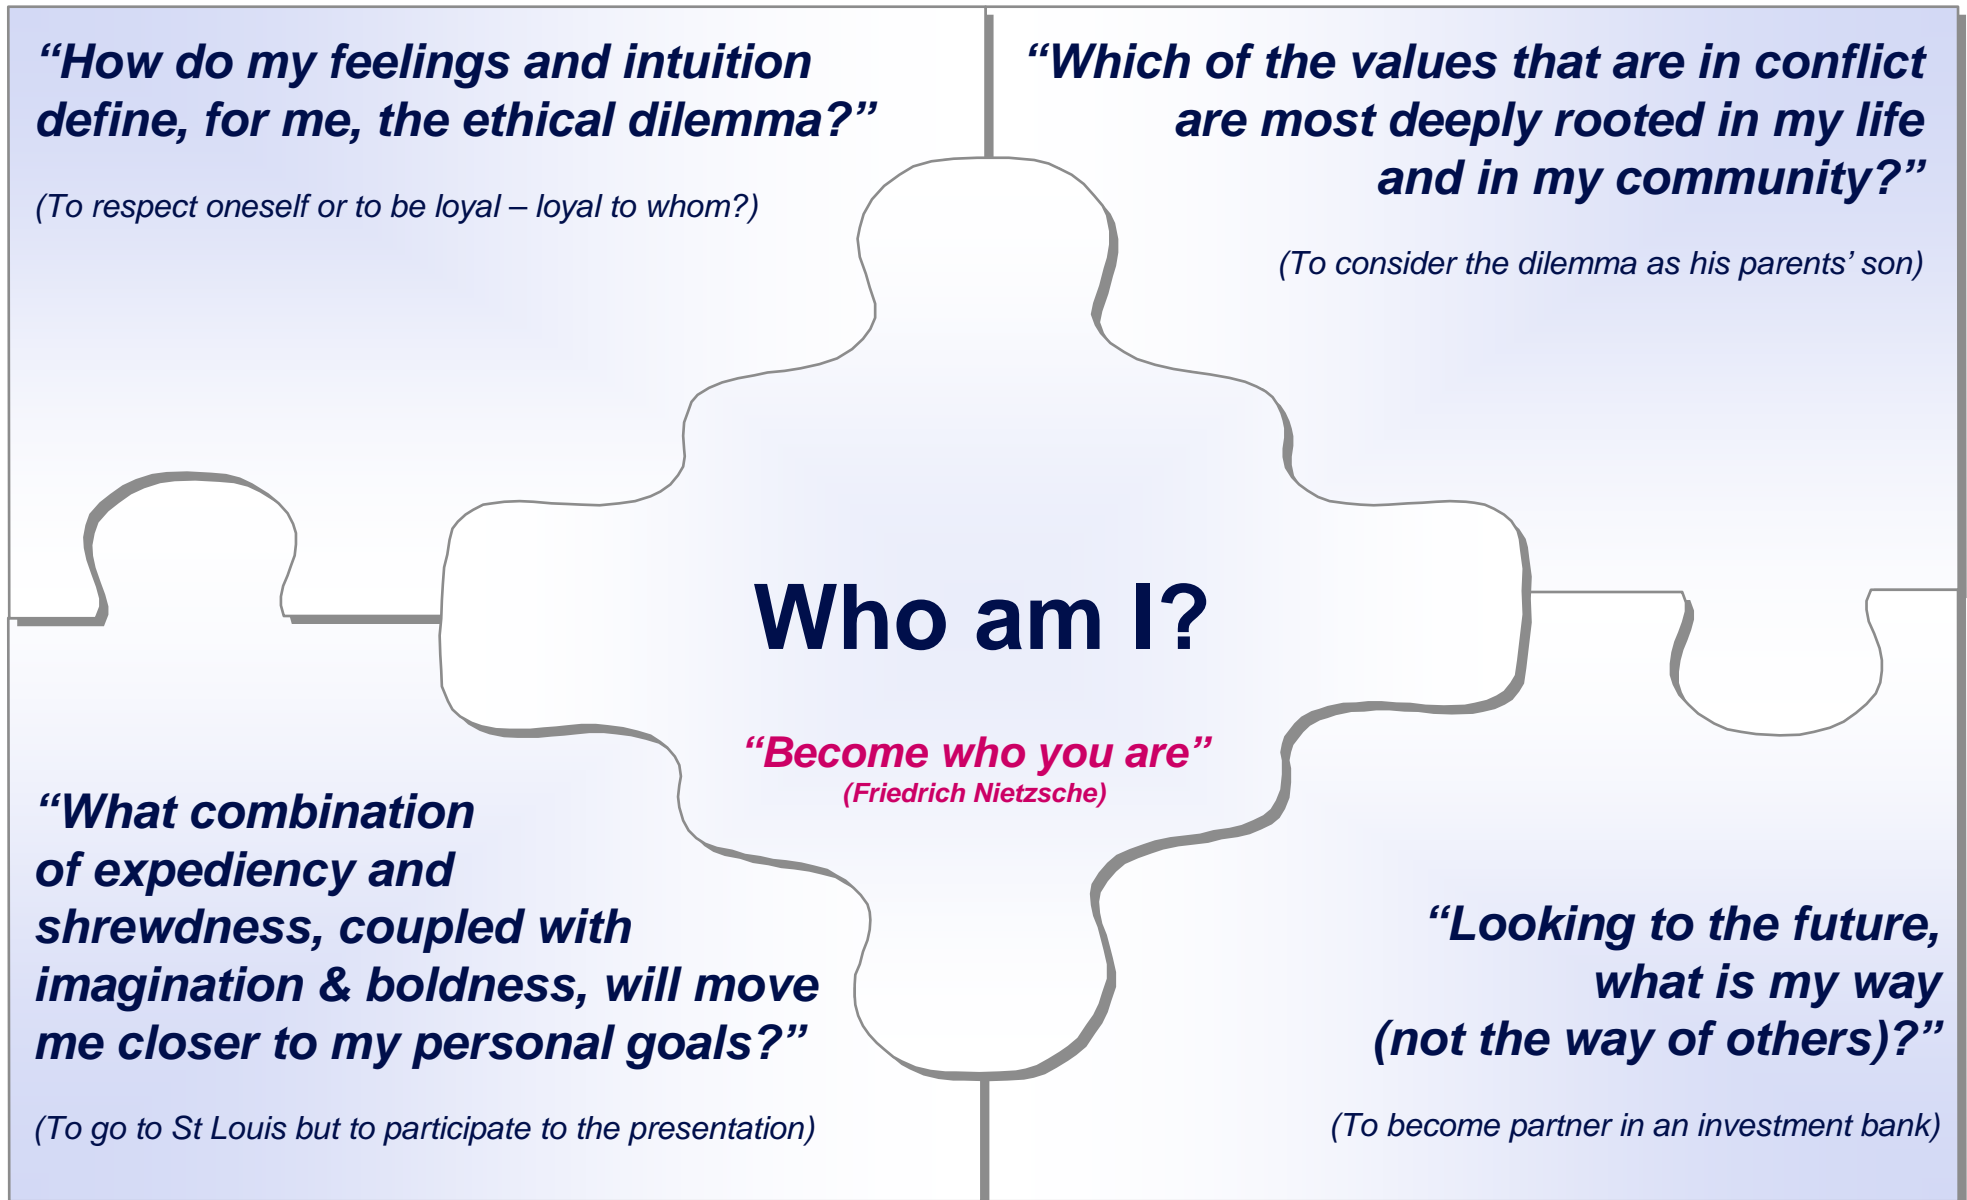 “How do my feelings and intuition
define, for me, the ethical dilemma?”
(To respect oneself or to be loyal – loyal to whom?)
“Which of the values that are in conflict
are most deeply rooted in my life
and in my community?”
(To consider the dilemma as his parents’ son)
Who am I?
“Become who you are”
(Friedrich Nietzsche)
“What combination
of expediency and
shrewdness, coupled with
imagination & boldness, will move
me closer to my personal goals?”
(To go to St Louis but to participate to the presentation)
“Looking to the future,
what is my way
(not the way of others)?”
(To become partner in an investment bank)